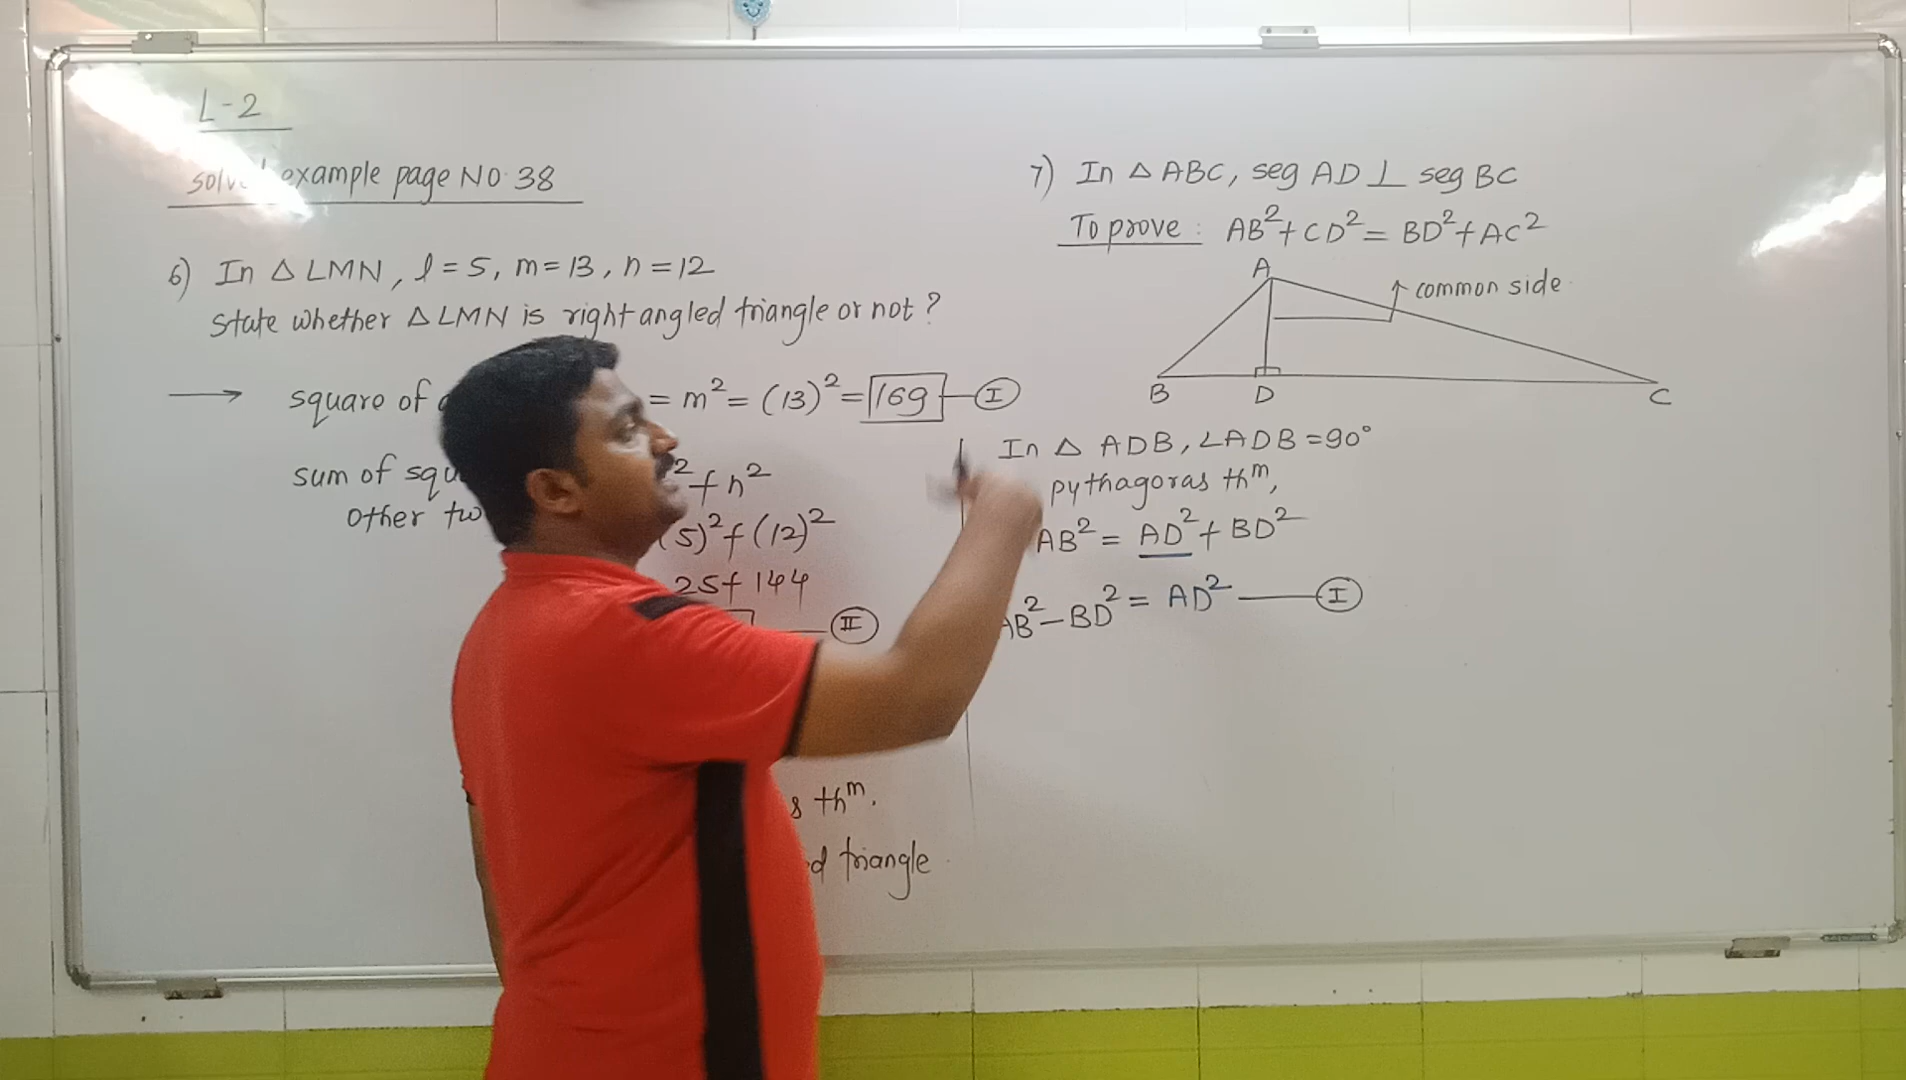 L-2
example page NO. 38
6) In △ LMN, l = 5, m = 13, n = 12
State whether △ LMN is right angled triangle or not ?
→ square of = m² = (13)² = 169 — Ⅰ
sum of
other
² + n²
5)² + (12)²
25 + 144
Ⅱ
thᵐ.
triangle
7) In △ ABC, seg AD ⊥ seg BC
To prove : AB² + CD² = BD² + AC²
A
common side
B D C
In △ ADB, ∠ADB = 90°
pythagoras thᵐ,
AB² = AD² + BD²
AB² – BD² = AD² — Ⅰ